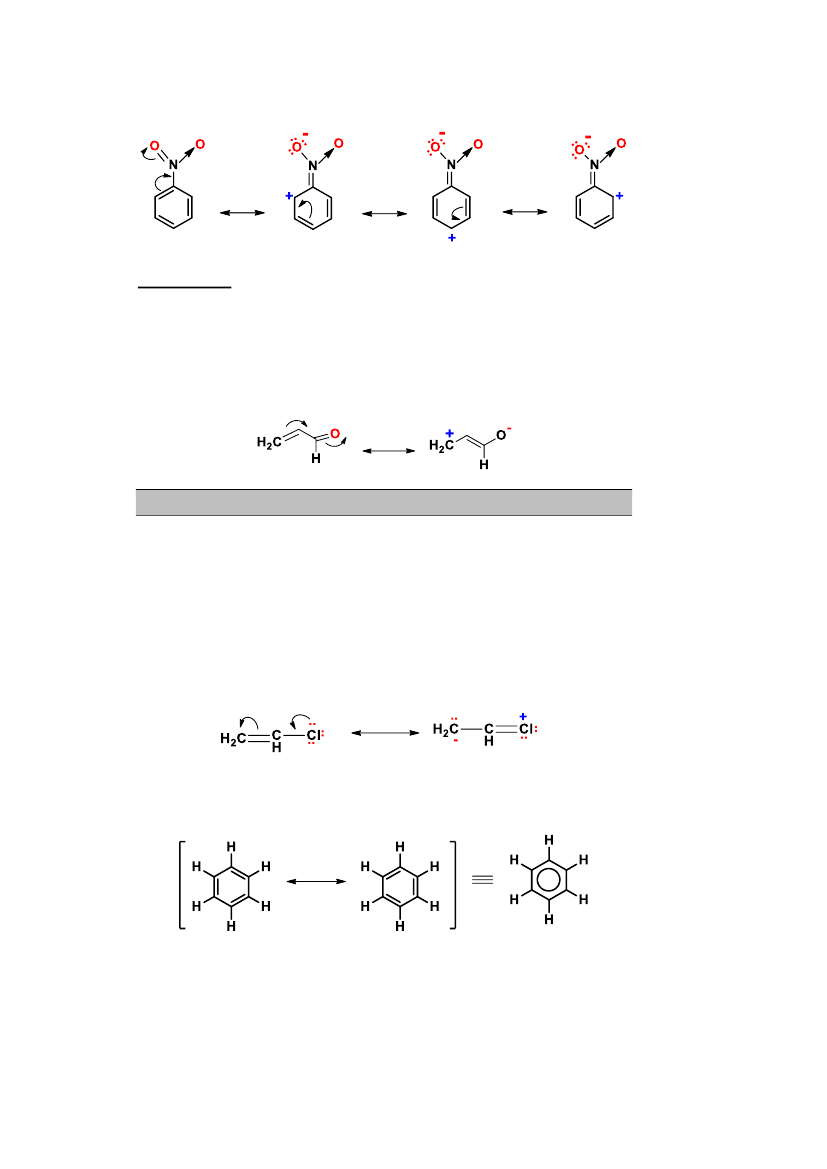 O O - O O - O O - O O
N N N N
+ + +
+ -
H₂C O H₂C O
H H
+
H₂C C Cl H₂C C Cl
H - H
H H H
H H H H H H
H H H H H H
H H H